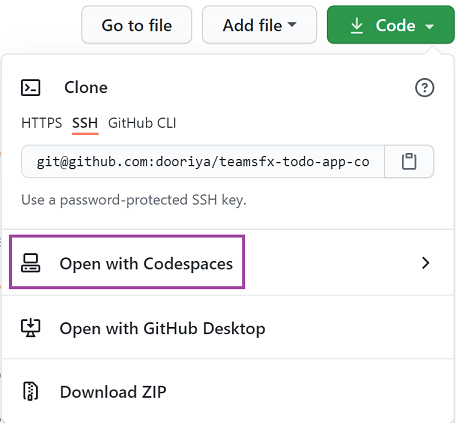 Go to file Add file Code
Clone
HTTPS SSH GitHub CLI
git@github.com:dooriya/teamsfx-todo-app-co
Use a password-protected SSH key.
Open with Codespaces
Open with GitHub Desktop
Download ZIP